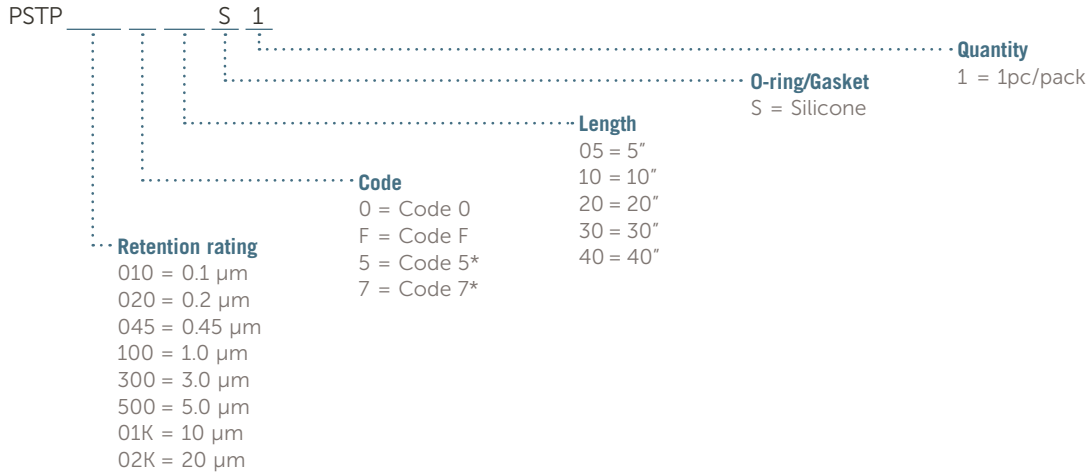 PSTP ____ __ ___ S 1
Quantity
1 = 1pc/pack
O-ring/Gasket
S = Silicone
Length
05 = 5″
10 = 10″
20 = 20″
30 = 30″
40 = 40″
Code
0 = Code 0
F = Code F
5 = Code 5*
7 = Code 7*
Retention rating
010 = 0.1 µm
020 = 0.2 µm
045 = 0.45 µm
100 = 1.0 µm
300 = 3.0 µm
500 = 5.0 µm
01K = 10 µm
02K = 20 µm